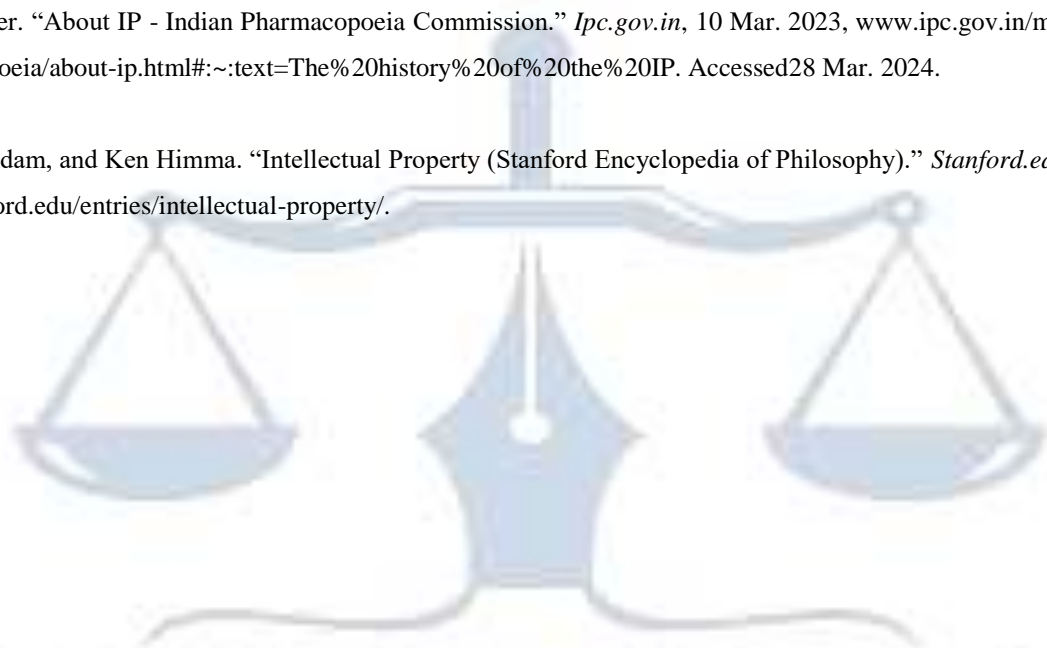 er. “About IP - Indian Pharmacopoeia Commission.” Ipc.gov.in, 10 Mar. 2023, www.ipc.gov.in/m
oeia/about-ip.html#:~:text=The%20history%20of%20the%20IP. Accessed28 Mar. 2024.
dam, and Ken Himma. “Intellectual Property (Stanford Encyclopedia of Philosophy).” Stanford.ed
ord.edu/entries/intellectual-property/.